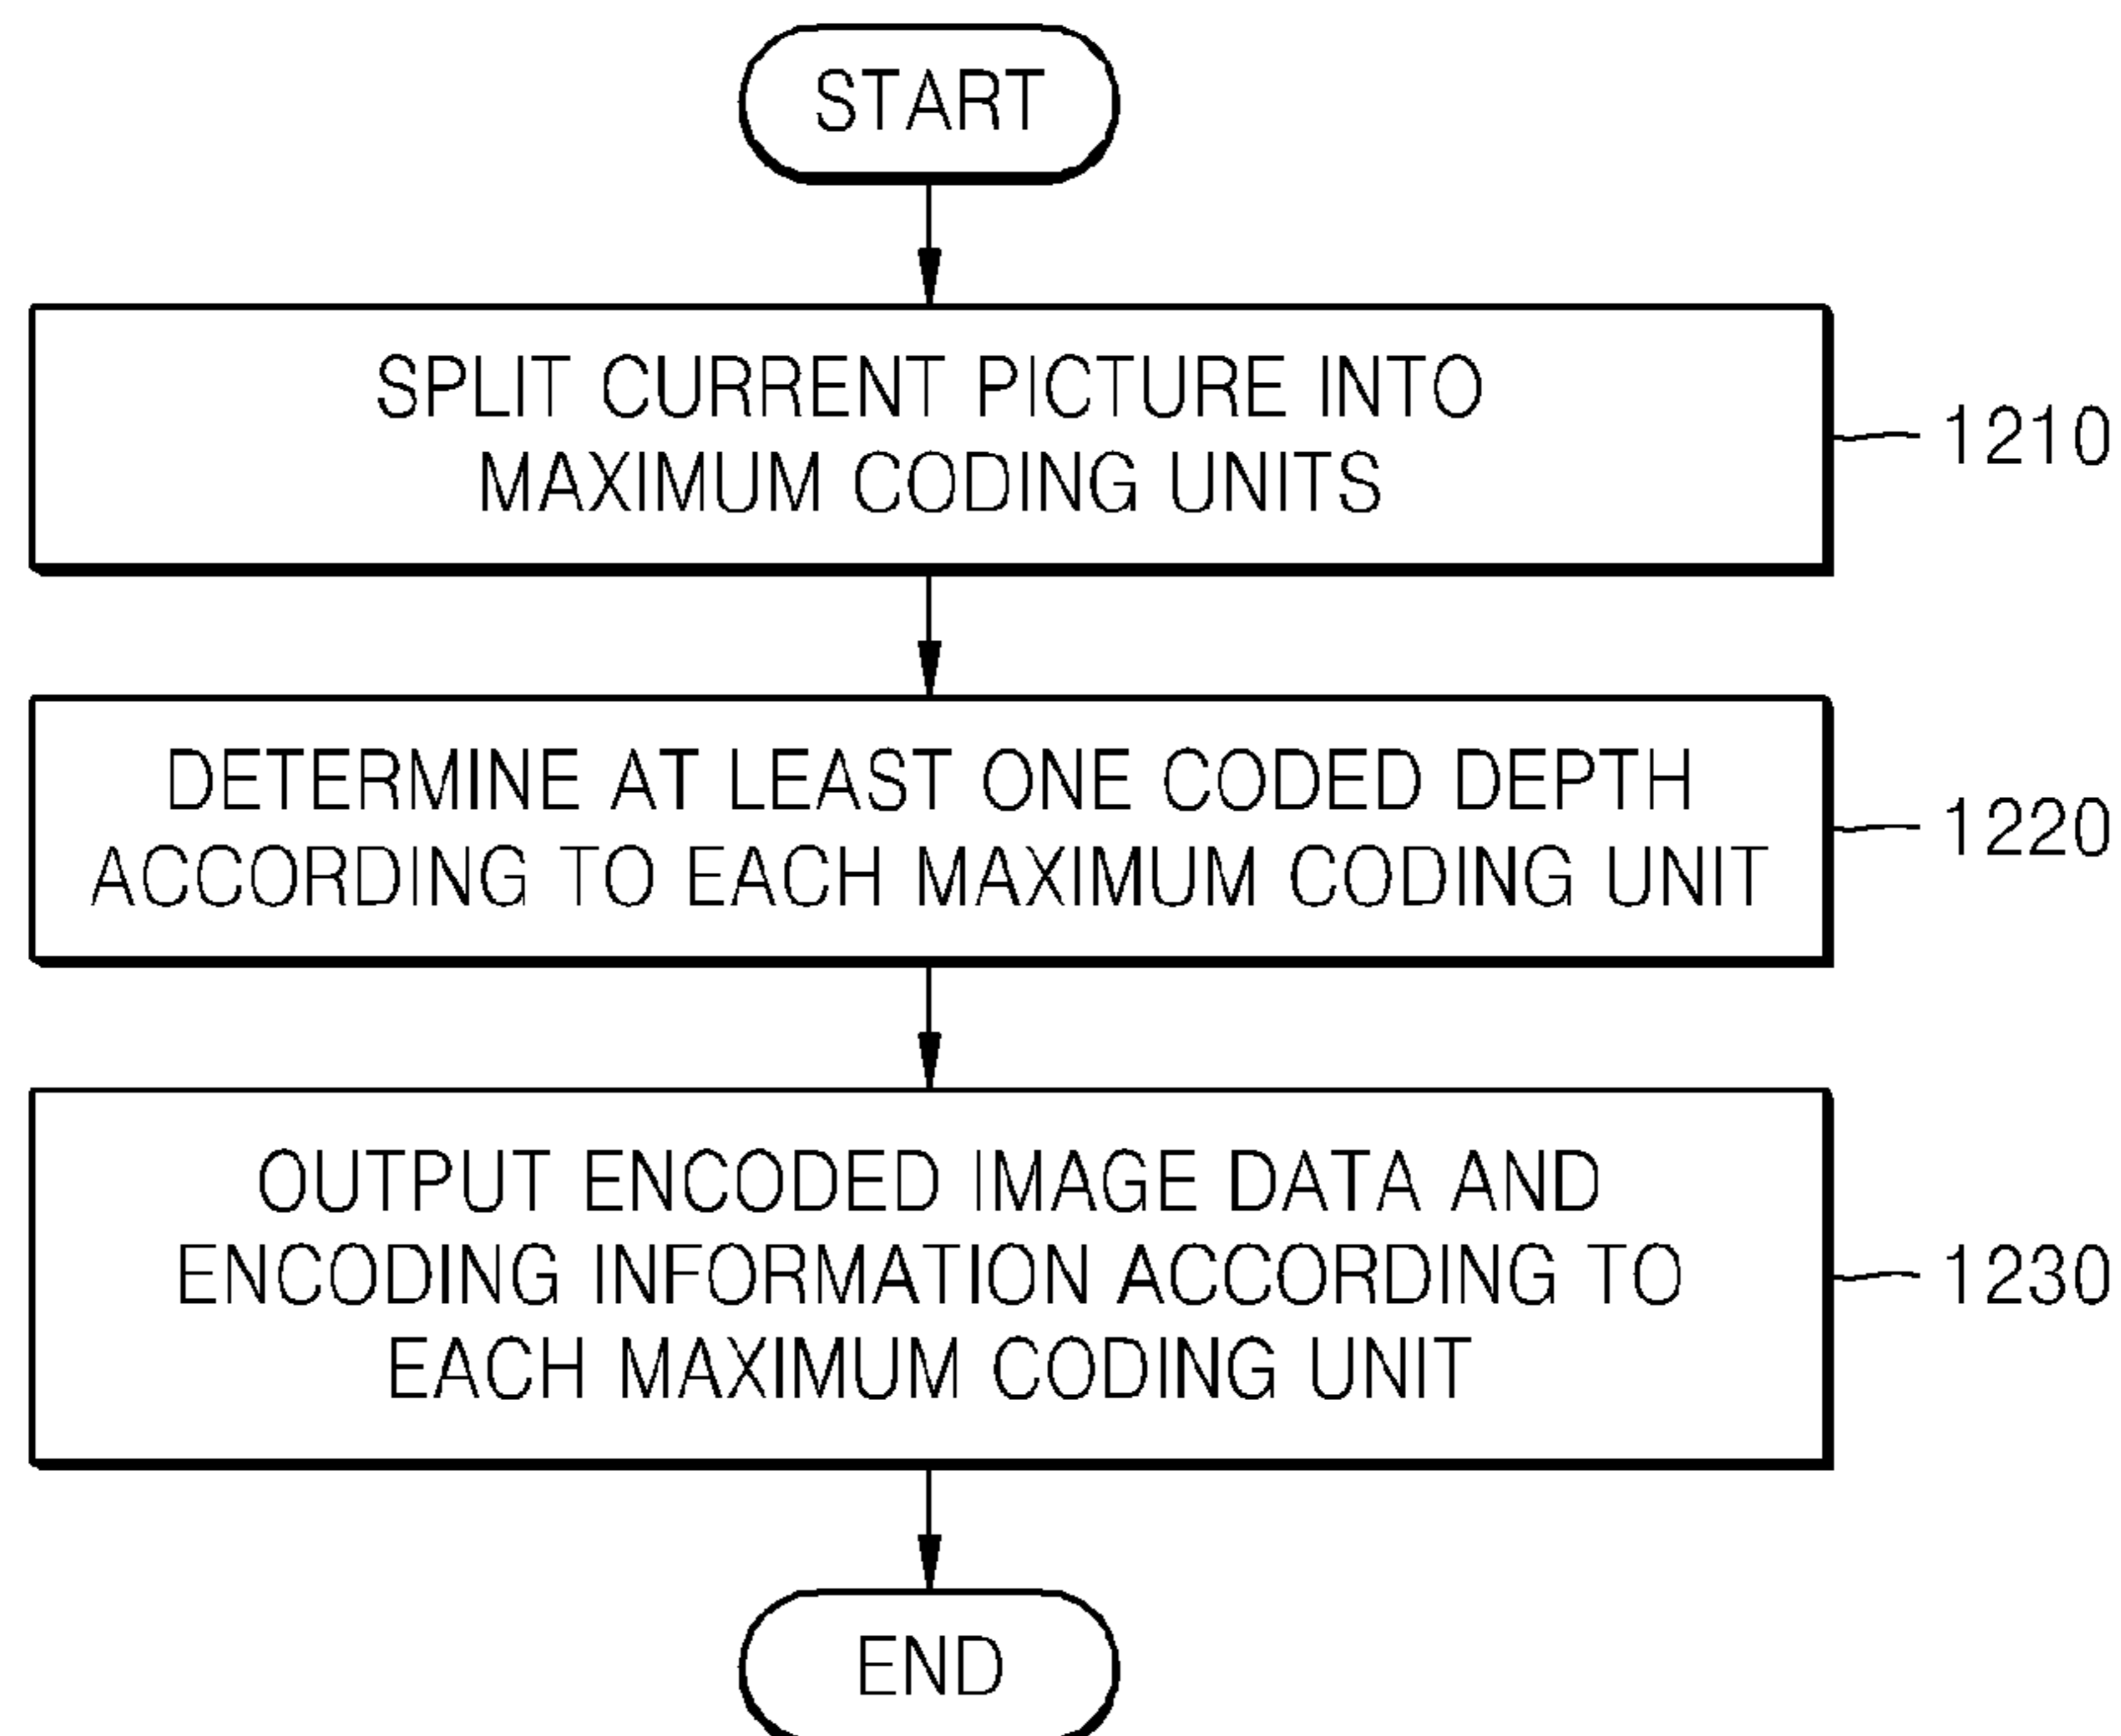 START
SPLIT CURRENT PICTURE INTO
MAXIMUM CODING UNITS
1210
DETERMINE AT LEAST ONE CODED DEPTH
ACCORDING TO EACH MAXIMUM CODING UNIT
1220
OUTPUT ENCODED IMAGE DATA AND
ENCODING INFORMATION ACCORDING TO
EACH MAXIMUM CODING UNIT
1230
END